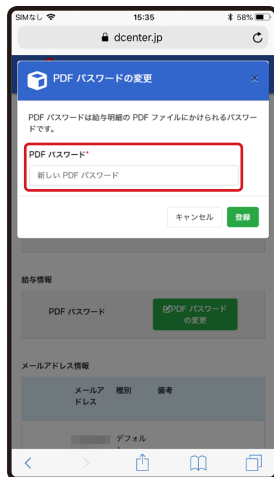 SIMなし 15:35 58%
dcenter.jp
PDF パスワードの変更 ×
PDF パスワードは給与明細の PDF ファイルにかけられるパスワー
ドです。
PDF パスワード*
新しい PDF パスワード
キャンセル 登録
給与情報
PDF パスワード
PDF パスワード
の変更
メールアドレス情報
メールア 種別 備考
ドレス
デフォル